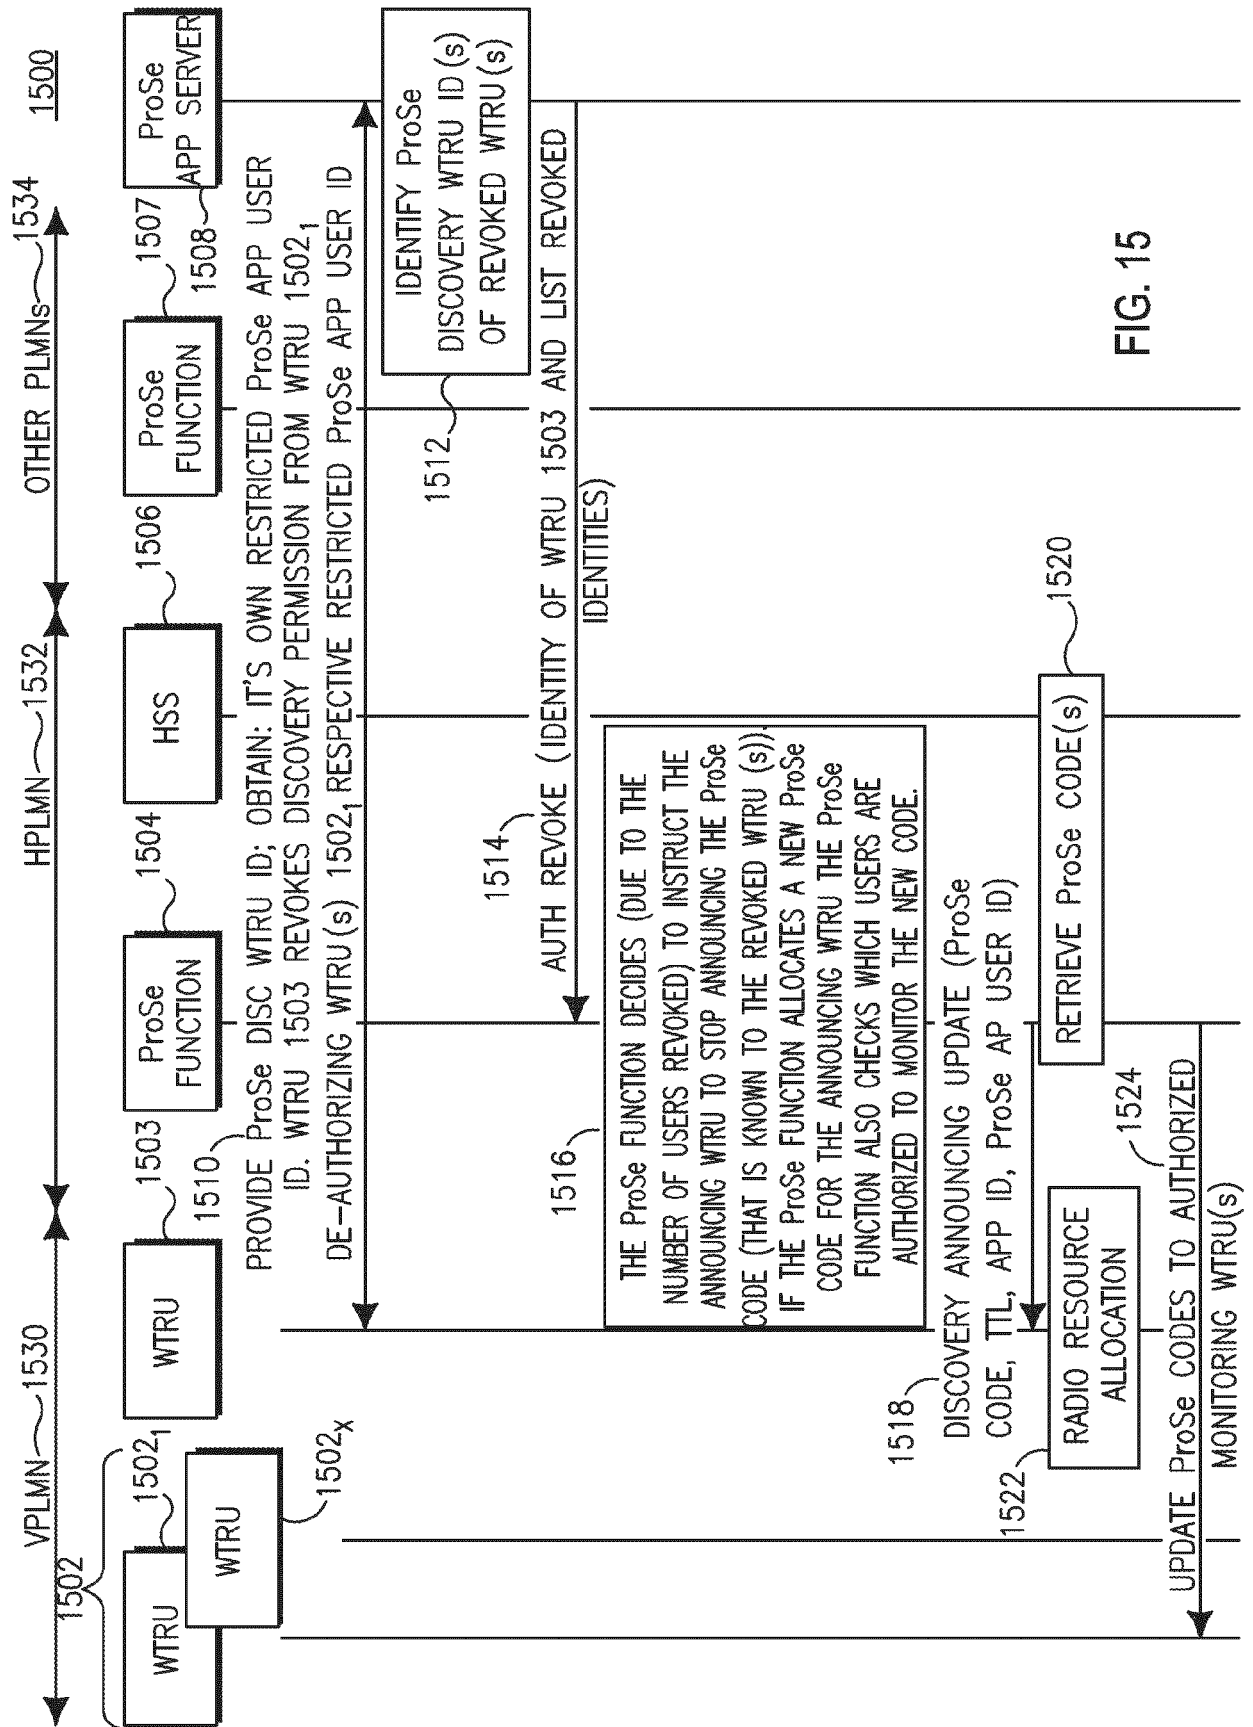 1500
VPLMN 1530
HPLMN 1532
OTHER PLMNs 1534
1502
1502₁
WTRU
WTRU
1502ₓ
WTRU
1503
ProSe
FUNCTION
1504
HSS
1506
ProSe
FUNCTION
1507
ProSe
APP SERVER
1508
1510
PROVIDE ProSe DISC WTRU ID; OBTAIN: IT'S OWN RESTRICTED ProSe APP USER
ID. WTRU 1503 REVOKES DISCOVERY PERMISSION FROM WTRU 1502₁
DE-AUTHORIZING WTRU(s) 1502₁ RESPECTIVE RESTRICTED ProSe APP USER ID
IDENTIFY ProSe
DISCOVERY WTRU ID(s)
OF REVOKED WTRU(s)
1512
1514
AUTH REVOKE (IDENTITY OF WTRU 1503 AND LIST REVOKED
IDENTITIES)
1516
THE ProSe FUNCTION DECIDES (DUE TO THE
NUMBER OF USERS REVOKED) TO INSTRUCT THE
ANNOUNCING WTRU TO STOP ANNOUNCING THE ProSe
CODE (THAT IS KNOWN TO THE REVOKED WTRU (s)).
IF THE ProSe FUNCTION ALLOCATES A NEW ProSe
CODE FOR THE ANNOUNCING WTRU THE ProSe
FUNCTION ALSO CHECKS WHICH USERS ARE
AUTHORIZED TO MONITOR THE NEW CODE.
1518
DISCOVERY ANNOUNCING UPDATE (ProSe
CODE, TTL, APP ID, ProSe AP USER ID)
1520
RETRIEVE ProSe CODE(s)
1522
RADIO RESOURCE
ALLOCATION
1524
UPDATE ProSe CODES TO AUTHORIZED
MONITORING WTRU(s)
FIG. 15